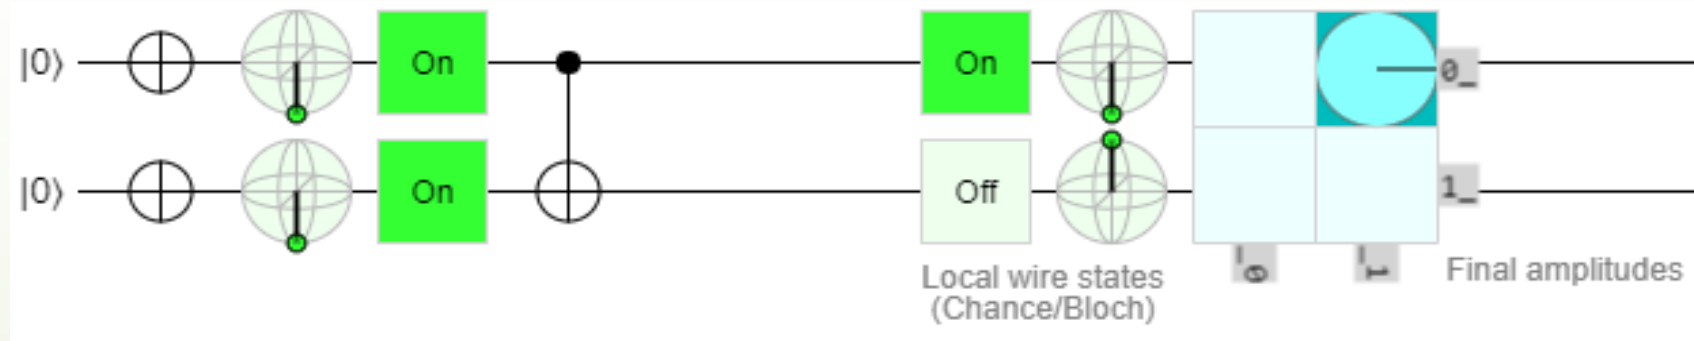 |0⟩ On On 0_
|0⟩ On Off 1_
_0 _1
Local wire states
(Chance/Bloch)
Final amplitudes